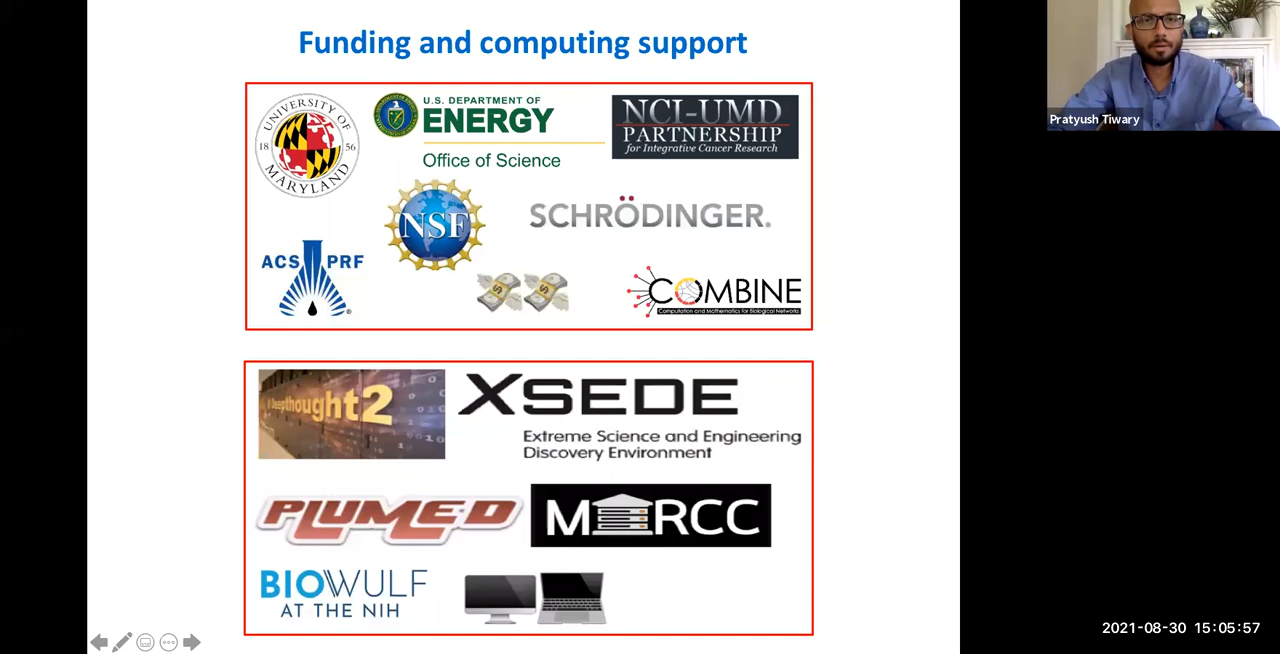 Funding and computing support
UNIVERSITY OF
18 56
MARYLAND
U.S. DEPARTMENT OF
ENERGY
Office of Science
NCI-UMD
PARTNERSHIP
for Integrative Cancer Research
NSF
SCHRÖDINGER®
ACS PRF
COMBINE
Computation and Mathematics for Biological Networks
Deepthought2
XSEDE
Extreme Science and Engineering
Discovery Environment
PLUMED
M RCC
BIOWULF
AT THE NIH
Pratyush Tiwary
2021-08-30 15:05:57